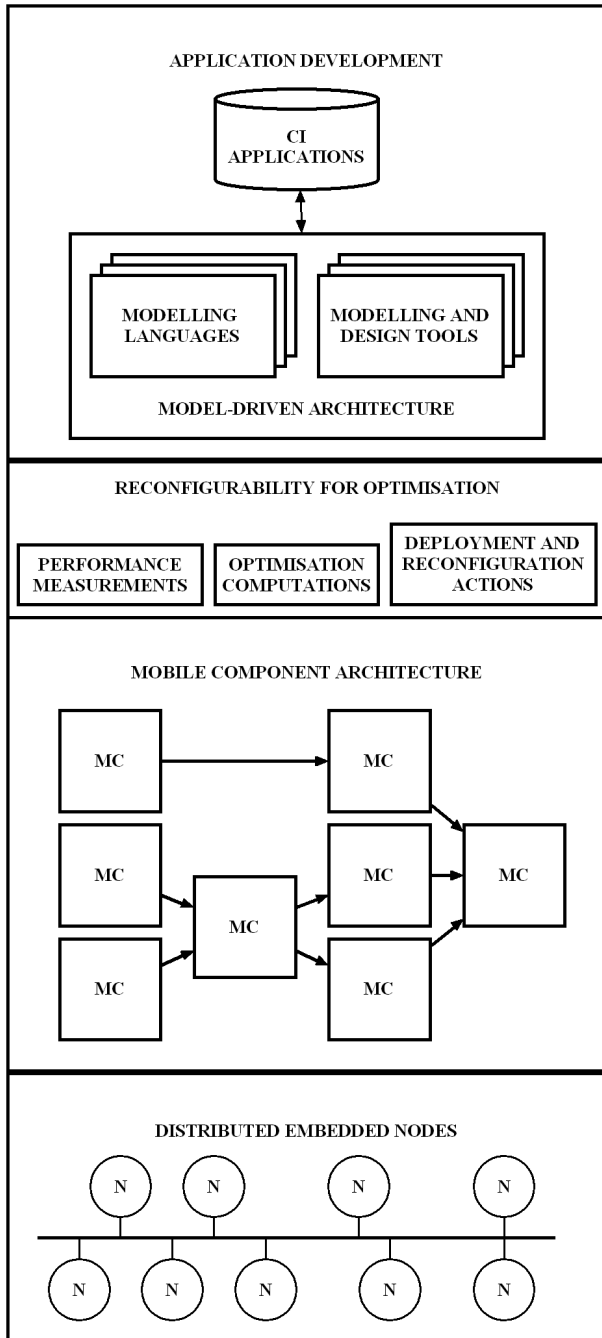 APPLICATION DEVELOPMENT
CI
APPLICATIONS
MODELLING
LANGUAGES
MODELLING AND
DESIGN TOOLS
MODEL-DRIVEN ARCHITECTURE
RECONFIGURABILITY FOR OPTIMISATION
PERFORMANCE
MEASUREMENTS
OPTIMISATION
COMPUTATIONS
DEPLOYMENT AND
RECONFIGURATION
ACTIONS
MOBILE COMPONENT ARCHITECTURE
MC
MC
MC
MC
MC
MC
MC
MC
DISTRIBUTED EMBEDDED NODES
N
N
N
N
N
N
N
N
N